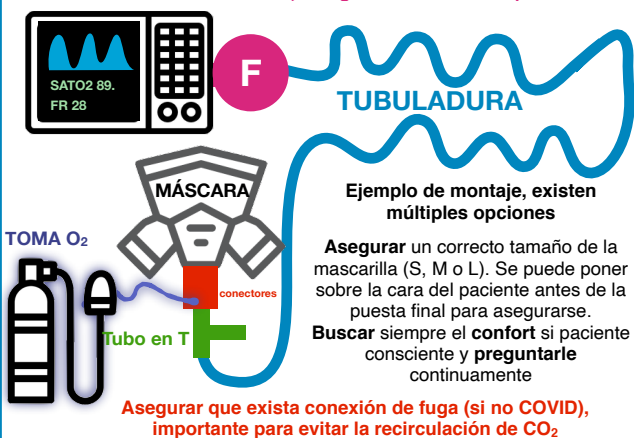 SATO2 89.
FR 28
F
TUBULADURA
MÁSCARA
TOMA O₂
conectores
Tubo en T
Ejemplo de montaje, existen
múltiples opciones
Asegurar un correcto tamaño de la
mascarilla (S, M o L). Se puede poner
sobre la cara del paciente antes de la
puesta final para asegurarse.
Buscar siempre el confort si paciente
consciente y preguntarle
continuamente
Asegurar que exista conexión de fuga (si no COVID),
importante para evitar la recirculación de CO₂